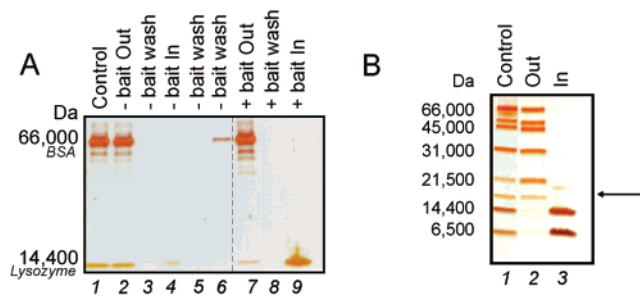 A
Control
- bait Out
- bait wash
- bait In
- bait wash
- bait wash
+ bait Out
+ bait wash
+ bait In
Da
66,000
BSA
14,400
Lysozyme
1 2 3 4 5 6 7 8 9
B
Control
Out
In
Da
66,000
45,000
31,000
21,500
14,400
6,500
1 2 3